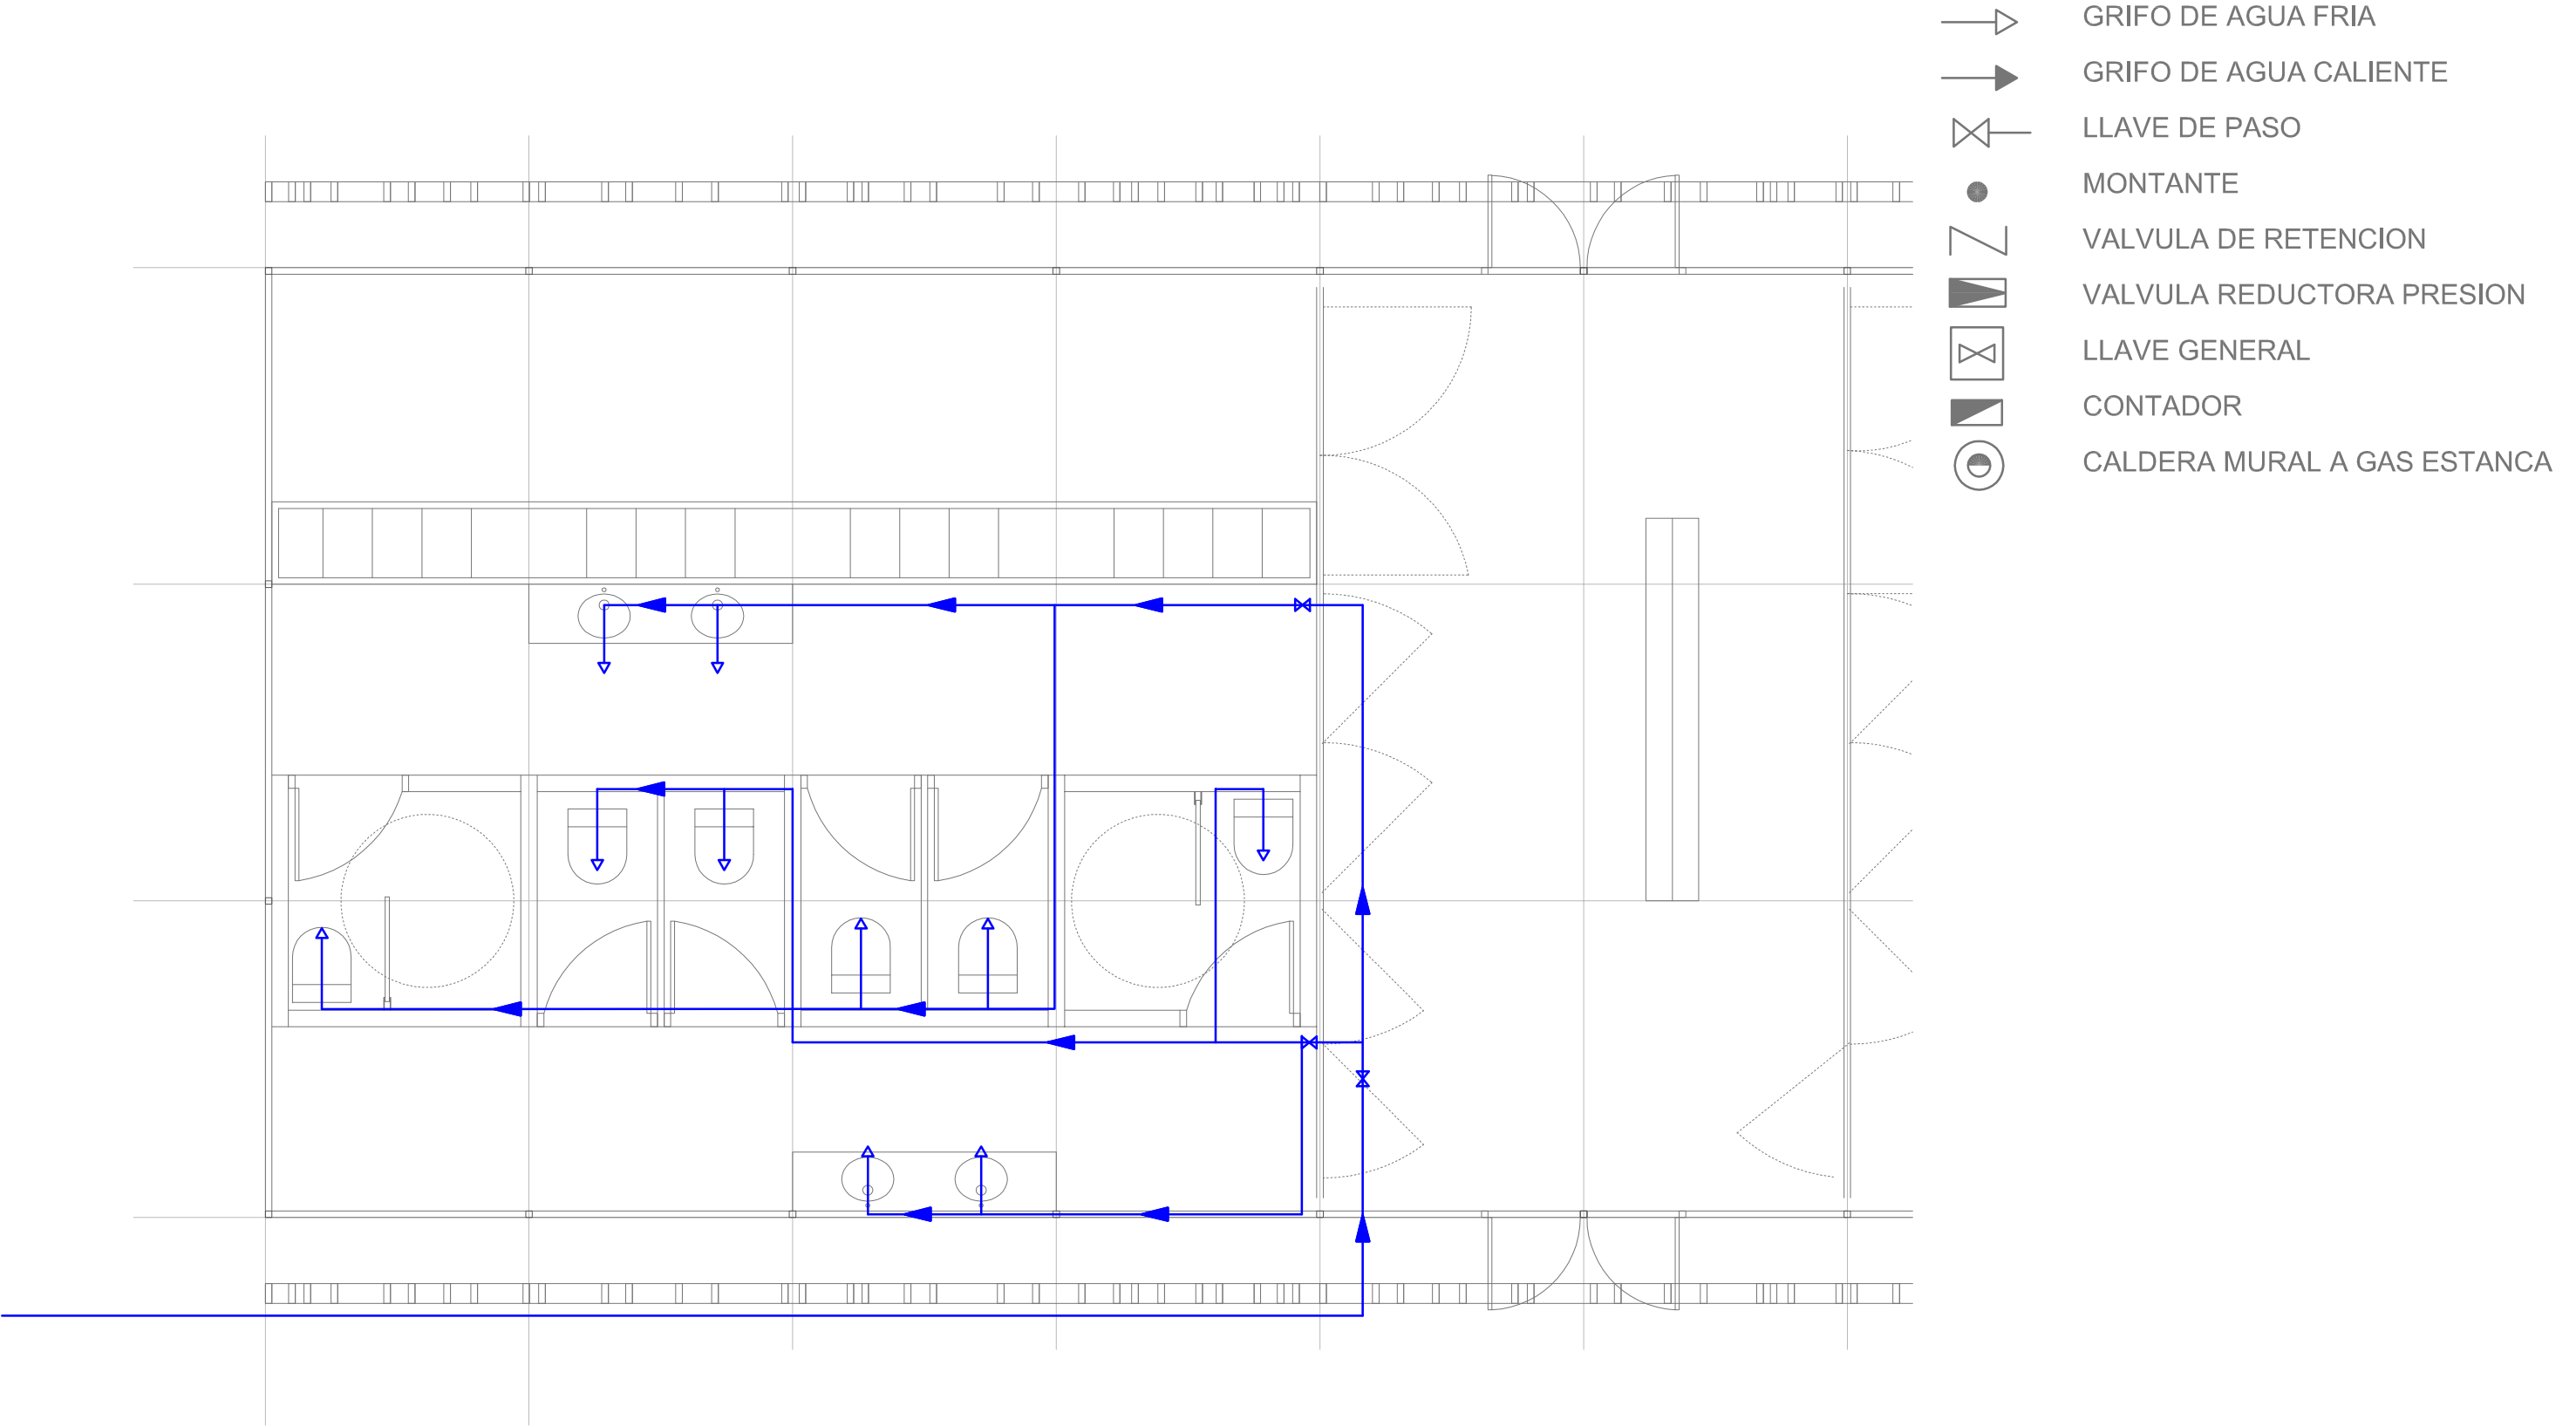 GRIFO DE AGUA FRIA
GRIFO DE AGUA CALIENTE
LLAVE DE PASO
MONTANTE
VALVULA DE RETENCION
VALVULA REDUCTORA PRESION
LLAVE GENERAL
CONTADOR
CALDERA MURAL A GAS ESTANCA